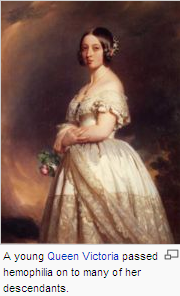 A young Queen Victoria passed
hemophilia on to many of her
descendants.